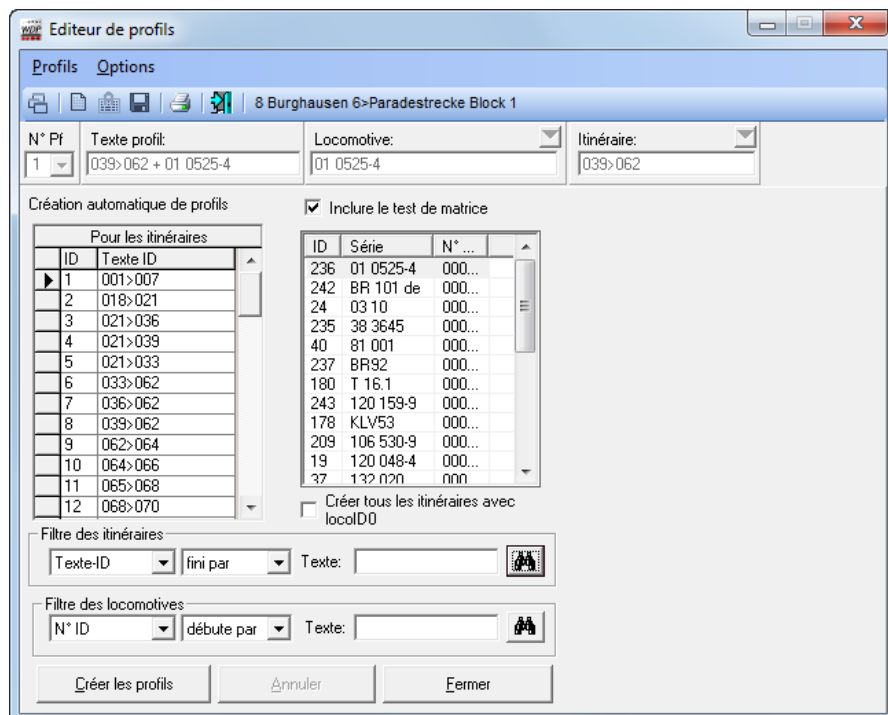 WDP Editeur de profils
Profils Options
8 Burghausen 6>Paradestrecke Block 1
N° Pf Texte profil: Locomotive: Itinéraire:
1 039>062 + 01 0525-4 01 0525-4 039>062
Création automatique de profils
Inclure le test de matrice
Pour les itinéraires
ID Texte ID
1 001>007
2 018>021
3 021>036
4 021>039
5 021>033
6 033>062
7 036>062
8 039>062
9 062>064
10 064>066
11 065>068
12 068>070
ID Série N° ...
236 01 0525-4 000...
242 BR 101 de 000...
24 03 10 000...
235 38 3645 000...
40 81 001 000...
237 BR92 000...
180 T 16.1 000...
243 120 159-9 000...
178 KLV53 000...
209 106 530-9 000...
19 120 048-4 000...
37 132 020 000
Créer tous les itinéraires avec
locoID0
Filtre des itinéraires
Texte-ID fini par Texte:
Filtre des locomotives
N° ID débute par Texte:
Créer les profils Annuler Fermer